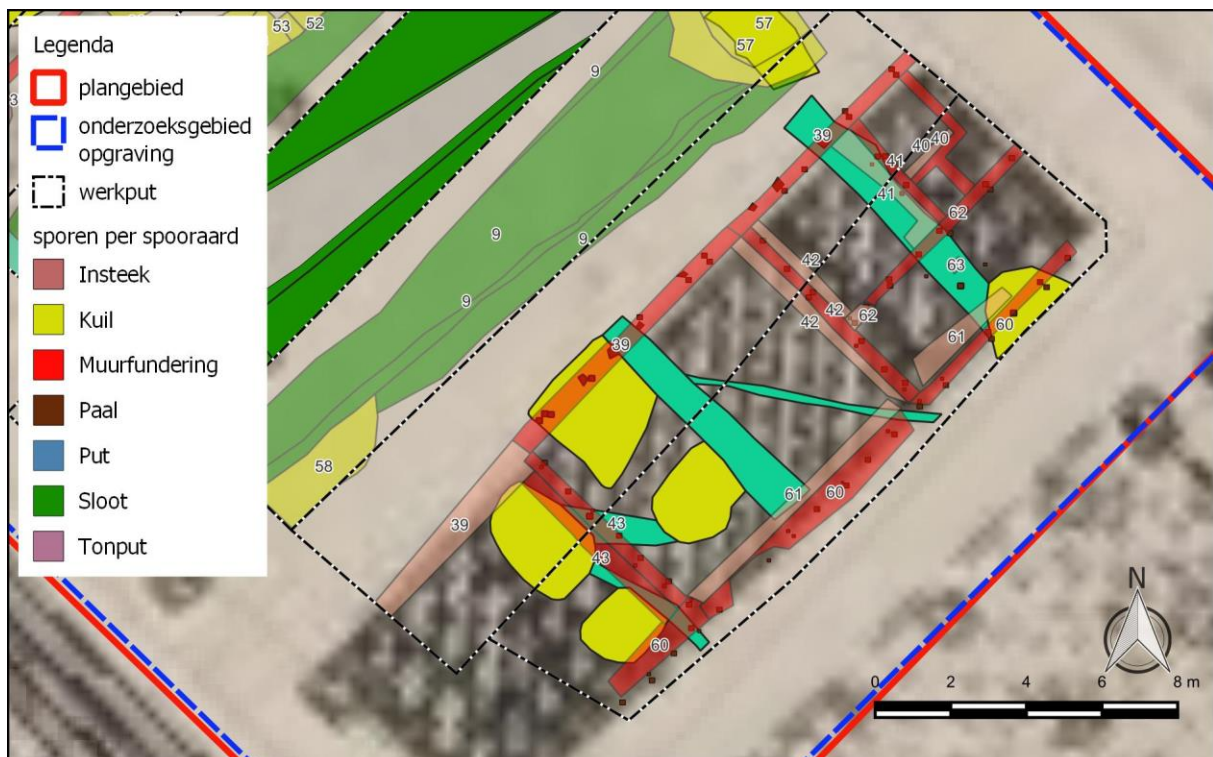 Legenda
plangebied
onderzoeksgebied
opgraving
werkput
sporen per spooraard
Insteek
Kuil
Muurfundering
Paal
Put
Sloot
Tonput
53
52
57
57
9
9
9
9
58
39
39
39
40
40
41
41
42
42
42
62
62
63
61
60
61
60
43
43
60
N
0 2 4 6 8 m